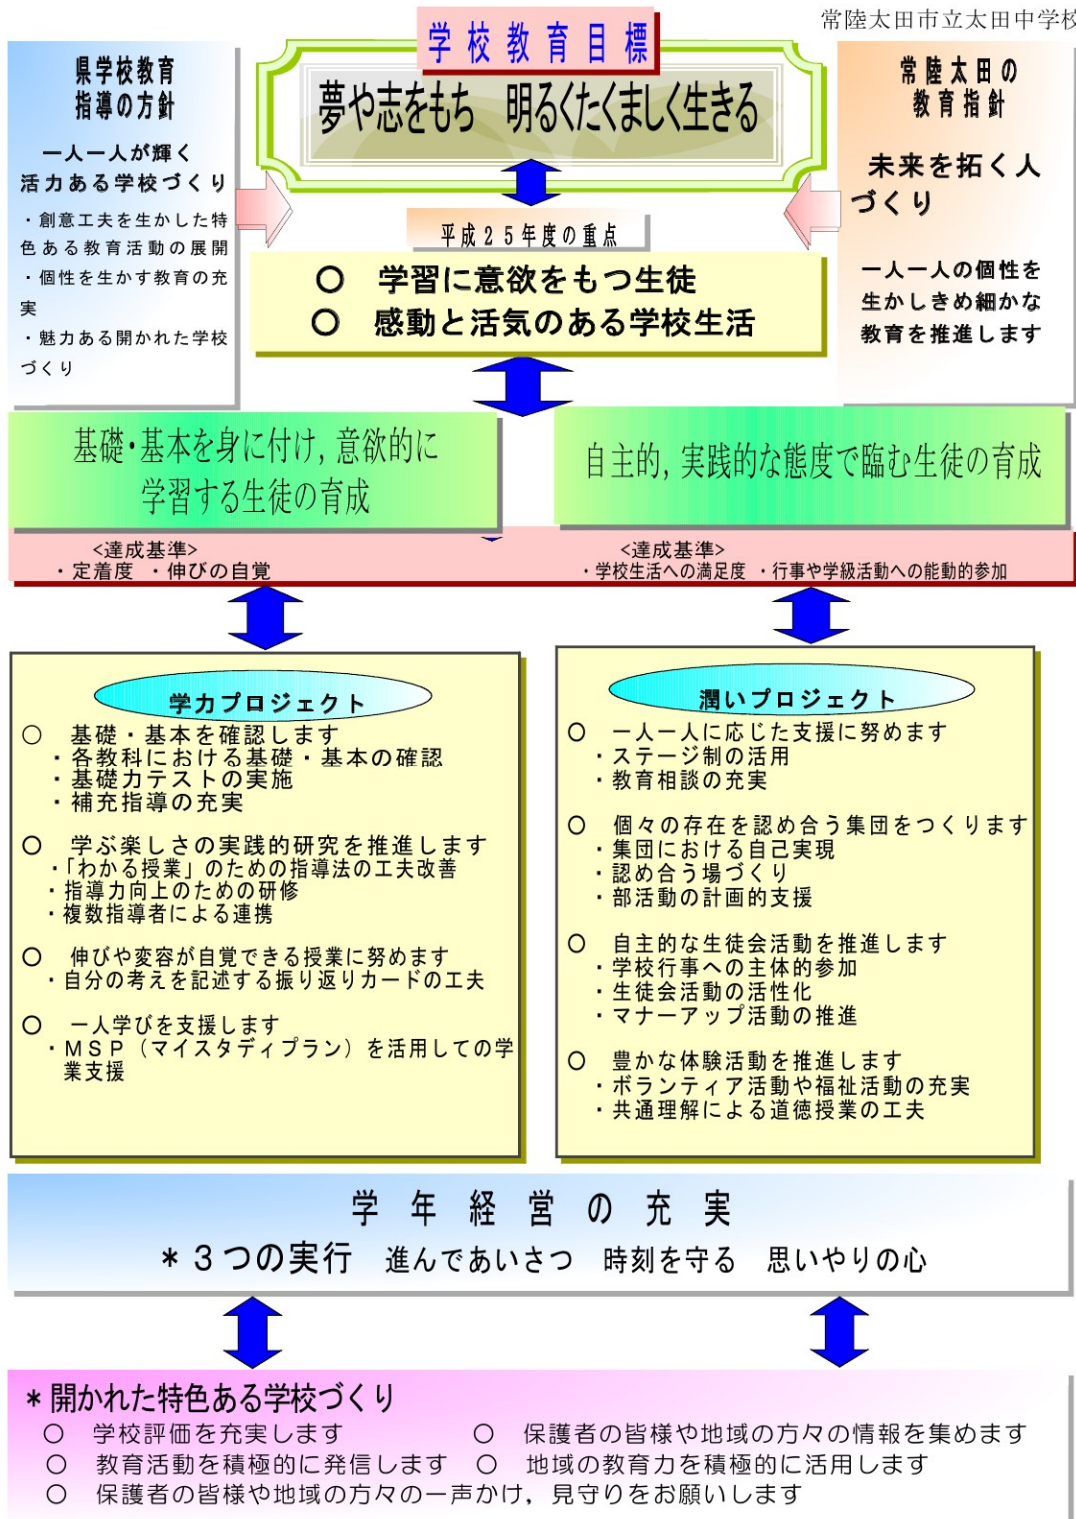 常陸太田市立太田中学校
学校教育目標
夢や志をもち　明るくたくましく生きる
県学校教育
指導の方針
一人一人が輝く
活力ある学校づくり
・創意工夫を生かした特
色ある教育活動の展開
・個性を生かす教育の充
実
・魅力ある開かれた学校
づくり
常陸太田の
教育指針
未来を拓く人
づくり
一人一人の個性を
生かしきめ細かな
教育を推進します
平成２５年度の重点
○　学習に意欲をもつ生徒
○　感動と活気のある学校生活
基礎・基本を身に付け，意欲的に
学習する生徒の育成
自主的，実践的な態度で臨む生徒の育成
<達成基準>
・定着度 ・伸びの自覚
<達成基準>
・学校生活への満足度 ・行事や学級活動への能動的参加
学力プロジェクト
○　基礎・基本を確認します
・各教科における基礎・基本の確認
・基礎力テストの実施
・補充指導の充実
○　学ぶ楽しさの実践的研究を推進します
・「わかる授業」のための指導法の工夫改善
・指導力向上のための研修
・複数指導者による連携
○　伸びや変容が自覚できる授業に努めます
・自分の考えを記述する振り返りカードの工夫
○　一人学びを支援します
・ＭＳＰ（マイスタディプラン）を活用しての学
業支援
潤いプロジェクト
○　一人一人に応じた支援に努めます
・ステージ制の活用
・教育相談の充実
○　個々の存在を認め合う集団をつくります
・集団における自己実現
・認め合う場づくり
・部活動の計画的支援
○　自主的な生徒会活動を推進します
・学校行事への主体的参加
・生徒会活動の活性化
・マナーアップ活動の推進
○　豊かな体験活動を推進します
・ボランティア活動や福祉活動の充実
・共通理解による道徳授業の工夫
学年経営の充実
＊３つの実行　進んであいさつ　時刻を守る　思いやりの心
＊開かれた特色ある学校づくり
○　学校評価を充実します　○　保護者の皆様や地域の方々の情報を集めます
○　教育活動を積極的に発信します　○　地域の教育力を積極的に活用します
○　保護者の皆様や地域の方々の一声かけ，見守りをお願いします